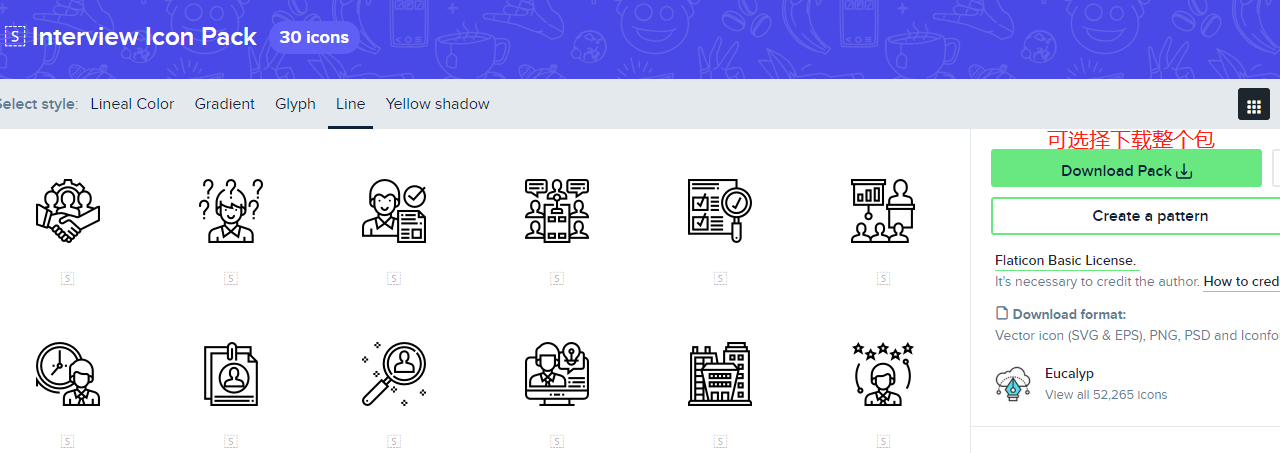 Interview Icon Pack 30 icons
Select style: Lineal Color Gradient Glyph Line Yellow shadow
可选择下载整个包
Download Pack
Create a pattern
Flaticon Basic License.
It's necessary to credit the author. How to cred
Download format:
Vector icon (SVG & EPS), PNG, PSD and Iconfo
Eucalyp
View all 52,265 icons